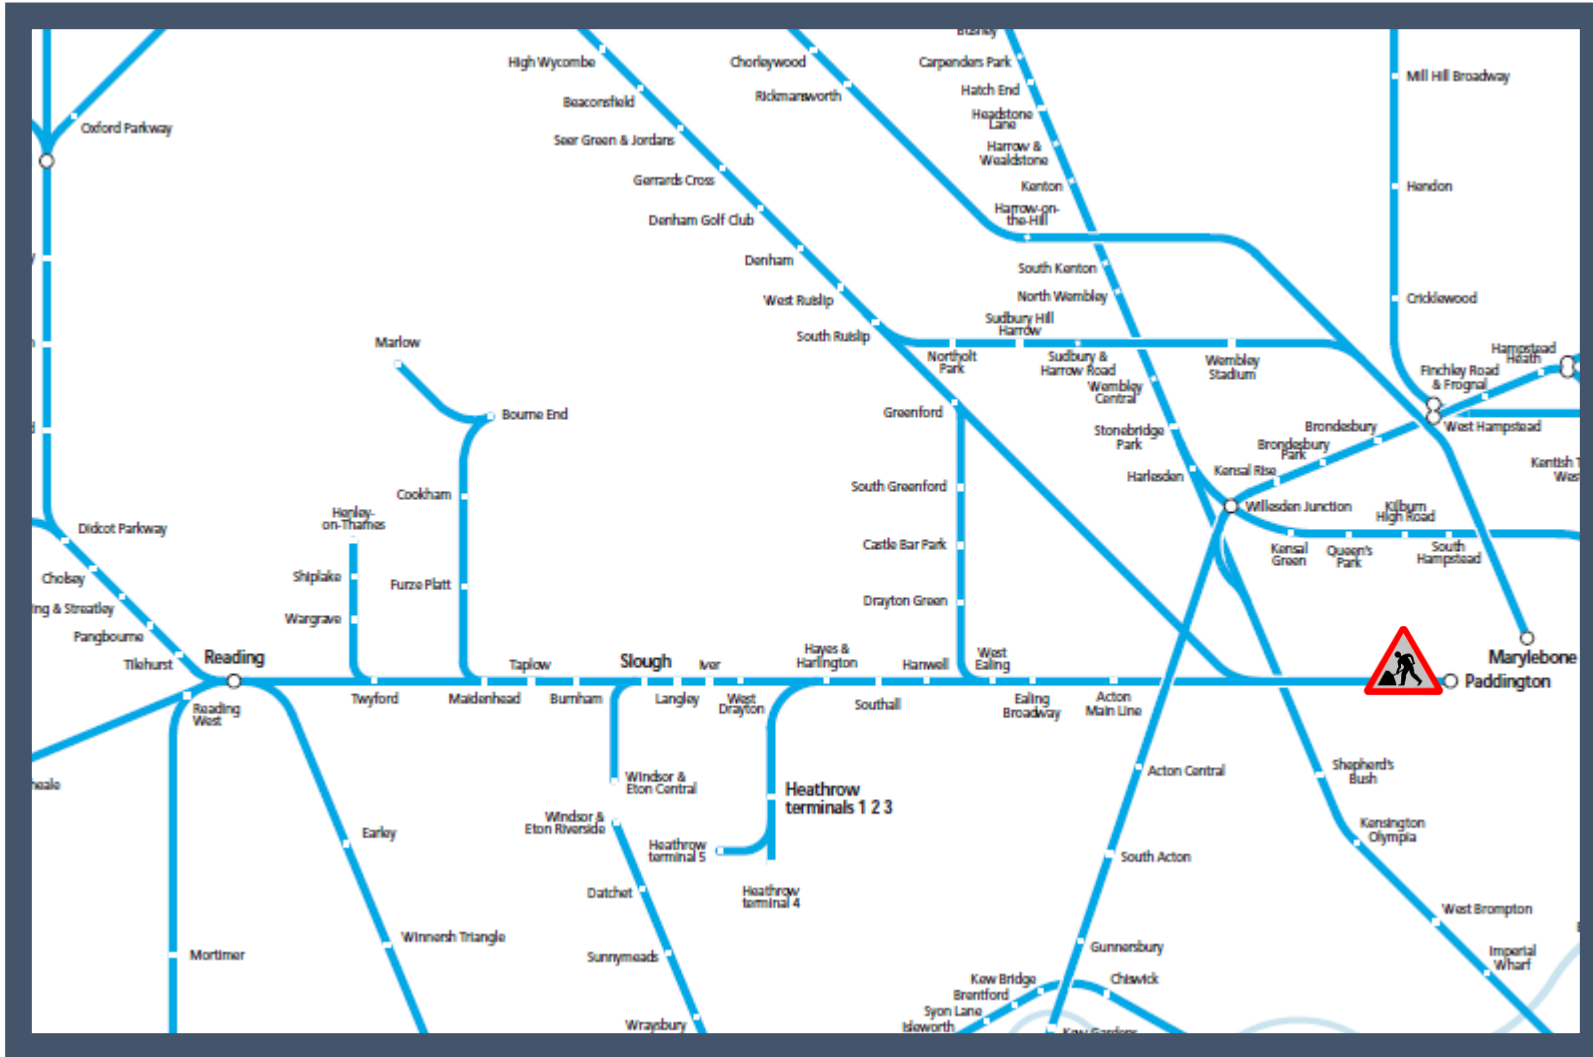 Bushey
High Wycombe
Chorleywood
Carpenders Park
Mill Hill Broadway
Beaconsfield
Rickmansworth
Hatch End
Oxford Parkway
Headstone
Lane
Seer Green & Jordans
Harrow &
Wealdstone
Gerrards Cross
Kenton
Hendon
Denham Golf Club
Harrow-on-
the-Hill
Denham
South Kenton
West Ruislip
North Wembley
Cricklewood
South Ruislip
Sudbury Hill
Harrow
Marlow
Northolt
Park
Sudbury &
Harrow Road
Wembley
Stadium
Hampstead
Heath
Finchley Road
& Frognal
Wembley
Central
Bourne End
Greenford
Stonebridge
Park
Brondesbury
West Hampstead
Brondesbury
Park
Harlesden
Kensal Rise
Kentish T
West
Cookham
South Greenford
Henley-
on-Thames
Willesden Junction
Kilburn
High Road
Didcot Parkway
Castle Bar Park
Kensal
Green
Queen's
Park
South
Hampstead
Cholsey
Shiplake
Furze Platt
ing & Streatley
Wargrave
Drayton Green
Pangbourne
Tilehurst
Reading
Taplow
Slough
Iver
Hayes &
Harlington
Hanwell
West
Ealing
Marylebone
Paddington
Twyford
Maidenhead
Burnham
Langley
West
Drayton
Southall
Ealing
Broadway
Acton
Main Line
Reading
West
heale
Windsor &
Eton Central
Heathrow
terminals 1 2 3
Acton Central
Shepherd's
Bush
Windsor &
Eton Riverside
Earley
Heathrow
terminal 5
Kensington
Olympia
South Acton
Datchet
Heathrow
terminal 4
West Brompton
Winnersh Triangle
Gunnersbury
Mortimer
Sunnymeads
Imperial
Wharf
Kew Bridge
Chiswick
Brentford
Syon Lane
Isleworth
Wraysbury
Kew Gardens